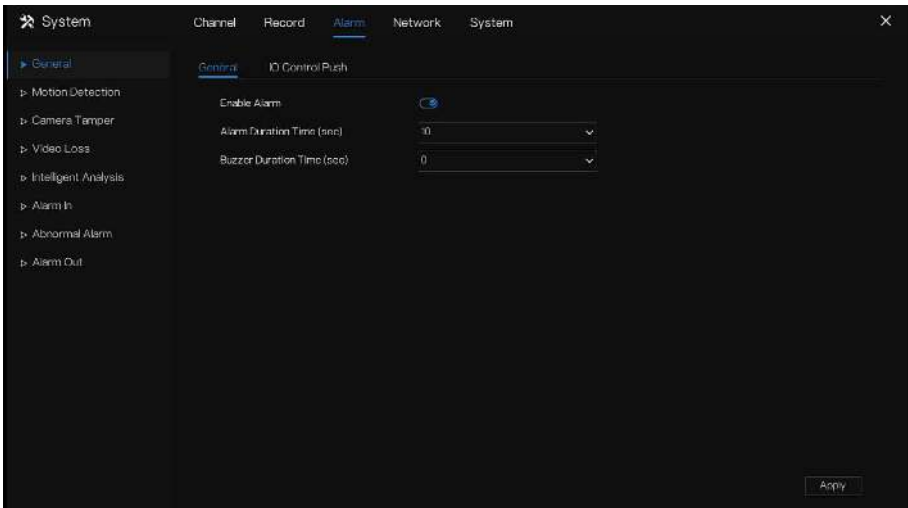 System
Channel Record Alarm Network System
General
Motion Detection
Camera Tamper
Video Loss
Intelligent Analysis
Alarm In
Abnormal Alarm
Alarm Out
General IO Control Push
Enable Alarm
Alarm Duration Time (sec) 10
Buzzer Duration Time (sec) 0
Apply